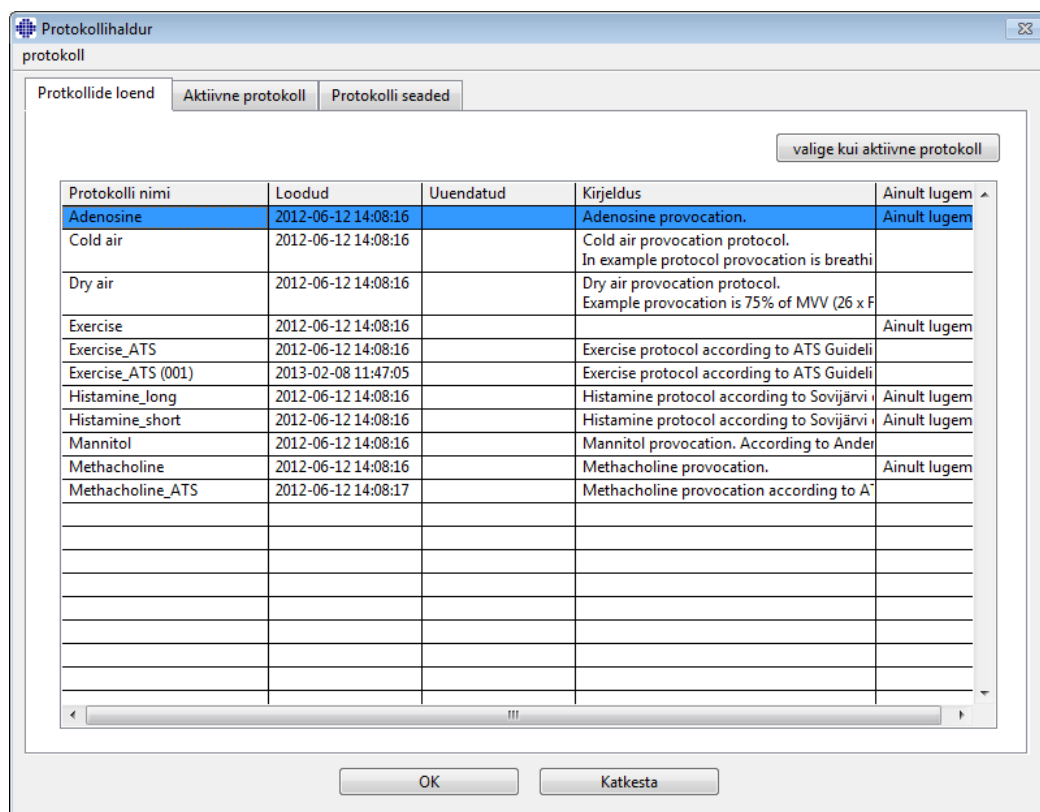 Protokollihaldur
protokoll
Protkollide loend Aktiivne protokoll Protokolli seaded
valige kui aktiivne protokoll
Protokolli nimi Loodud Uuendatud Kirjeldus Ainult lugem
Adenosine 2012-06-12 14:08:16 Adenosine provocation. Ainult lugem
Cold air 2012-06-12 14:08:16 Cold air provocation protocol.
In example protocol provocation is breathi
Dry air 2012-06-12 14:08:16 Dry air provocation protocol.
Example provocation is 75% of MVV (26 x F
Exercise 2012-06-12 14:08:16 Ainult lugem
Exercise_ATS 2012-06-12 14:08:16 Exercise protocol according to ATS Guideli
Exercise_ATS (001) 2013-02-08 11:47:05 Exercise protocol according to ATS Guideli
Histamine_long 2012-06-12 14:08:16 Histamine protocol according to Sovijärvi Ainult lugem
Histamine_short 2012-06-12 14:08:16 Histamine protocol according to Sovijärvi Ainult lugem
Mannitol 2012-06-12 14:08:16 Mannitol provocation. According to Ander
Methacholine 2012-06-12 14:08:16 Methacholine provocation. Ainult lugem
Methacholine_ATS 2012-06-12 14:08:17 Methacholine provocation according to AT
OK Katkesta